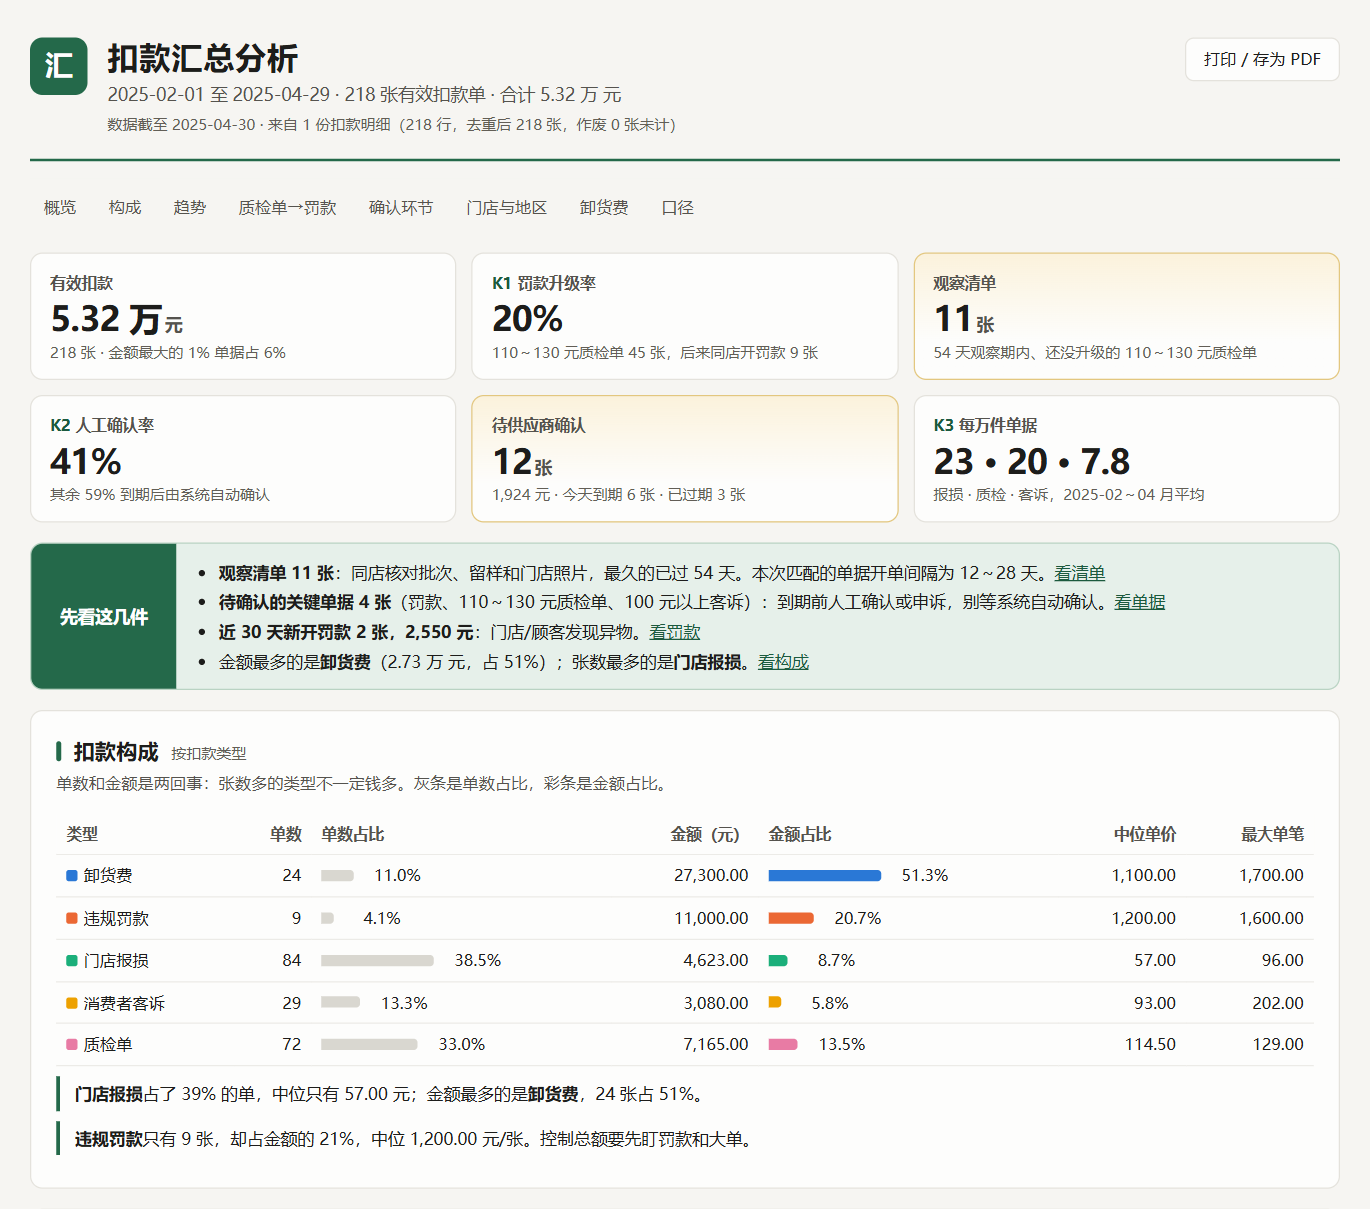 汇
扣款汇总分析
2025-02-01 至 2025-04-29 · 218 张有效扣款单 · 合计 5.32 万 元
数据截至 2025-04-30 · 来自 1 份扣款明细（218 行，去重后 218 张，作废 0 张未计）
打印 / 存为 PDF
概览 构成 趋势 质检单→罚款 确认环节 门店与地区 卸货费 口径
有效扣款
5.32 万元
218 张 · 金额最大的 1% 单据占 6%
K1 罚款升级率
20%
110～130 元质检单 45 张，后来同店开罚款 9 张
观察清单
11张
54 天观察期内、还没升级的 110～130 元质检单
K2 人工确认率
41%
其余 59% 到期后由系统自动确认
待供应商确认
12张
1,924 元 · 今天到期 6 张 · 已过期 3 张
K3 每万件单据
23 • 20 • 7.8
报损 · 质检 · 客诉，2025-02～04 月平均
先看这几件
• 观察清单 11 张：同店核对批次、留样和门店照片，最久的已过 54 天。本次匹配的单据开单间隔为 12～28 天。看清单
• 待确认的关键单据 4 张（罚款、110～130 元质检单、100 元以上客诉）：到期前人工确认或申诉，别等系统自动确认。看单据
• 近 30 天新开罚款 2 张，2,550 元：门店/顾客发现异物。看罚款
• 金额最多的是卸货费（2.73 万 元，占 51%）；张数最多的是门店报损。看构成
扣款构成 按扣款类型
单数和金额是两回事：张数多的类型不一定钱多。灰条是单数占比，彩条是金额占比。
类型 单数 单数占比 金额（元） 金额占比 中位单价 最大单笔
卸货费 24 11.0% 27,300.00 51.3% 1,100.00 1,700.00
违规罚款 9 4.1% 11,000.00 20.7% 1,200.00 1,600.00
门店报损 84 38.5% 4,623.00 8.7% 57.00 96.00
消费者客诉 29 13.3% 3,080.00 5.8% 93.00 202.00
质检单 72 33.0% 7,165.00 13.5% 114.50 129.00
门店报损占了 39% 的单，中位只有 57.00 元；金额最多的是卸货费，24 张占 51%。
违规罚款只有 9 张，却占金额的 21%，中位 1,200.00 元/张。控制总额要先盯罚款和大单。